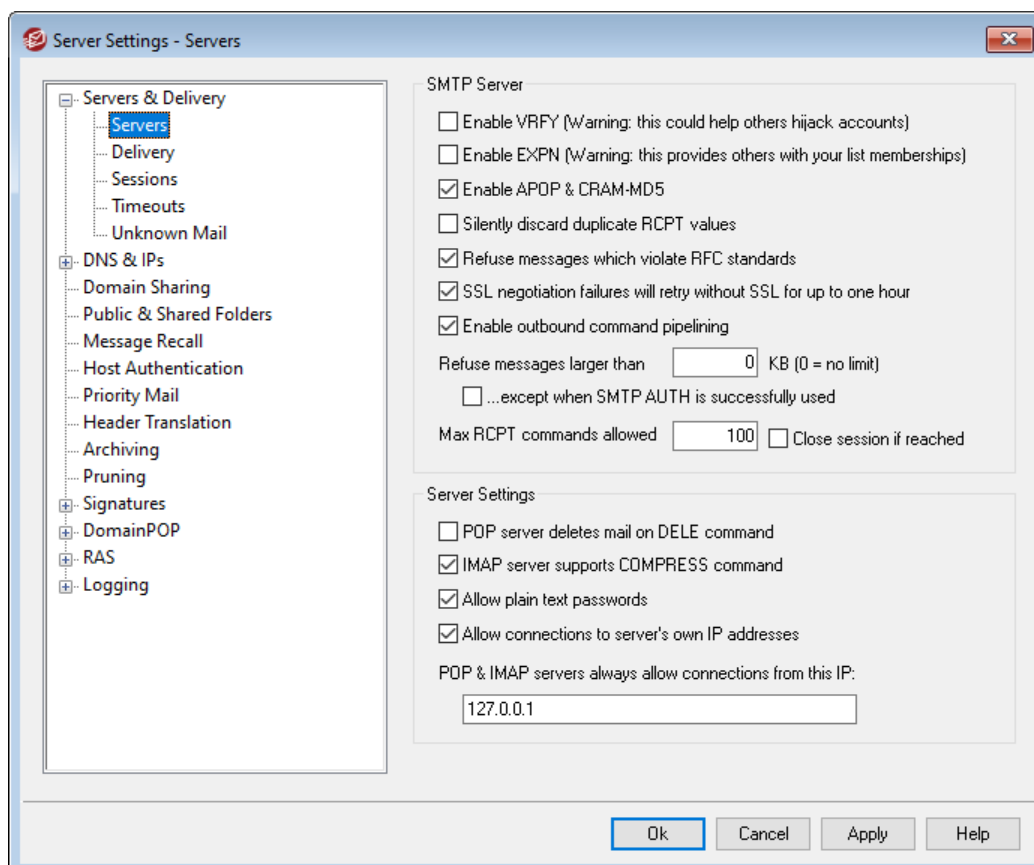 Server Settings - Servers
Servers & Delivery
Servers
Delivery
Sessions
Timeouts
Unknown Mail
DNS & IPs
Domain Sharing
Public & Shared Folders
Message Recall
Host Authentication
Priority Mail
Header Translation
Archiving
Pruning
Signatures
DomainPOP
RAS
Logging
SMTP Server
Enable VRFY (Warning: this could help others hijack accounts)
Enable EXPN (Warning: this provides others with your list memberships)
Enable APOP & CRAM-MD5
Silently discard duplicate RCPT values
Refuse messages which violate RFC standards
SSL negotiation failures will retry without SSL for up to one hour
Enable outbound command pipelining
Refuse messages larger than 0 KB (0 = no limit)
...except when SMTP AUTH is successfully used
Max RCPT commands allowed 100 Close session if reached
Server Settings
POP server deletes mail on DELE command
IMAP server supports COMPRESS command
Allow plain text passwords
Allow connections to server's own IP addresses
POP & IMAP servers always allow connections from this IP:
127.0.0.1
Ok Cancel Apply Help